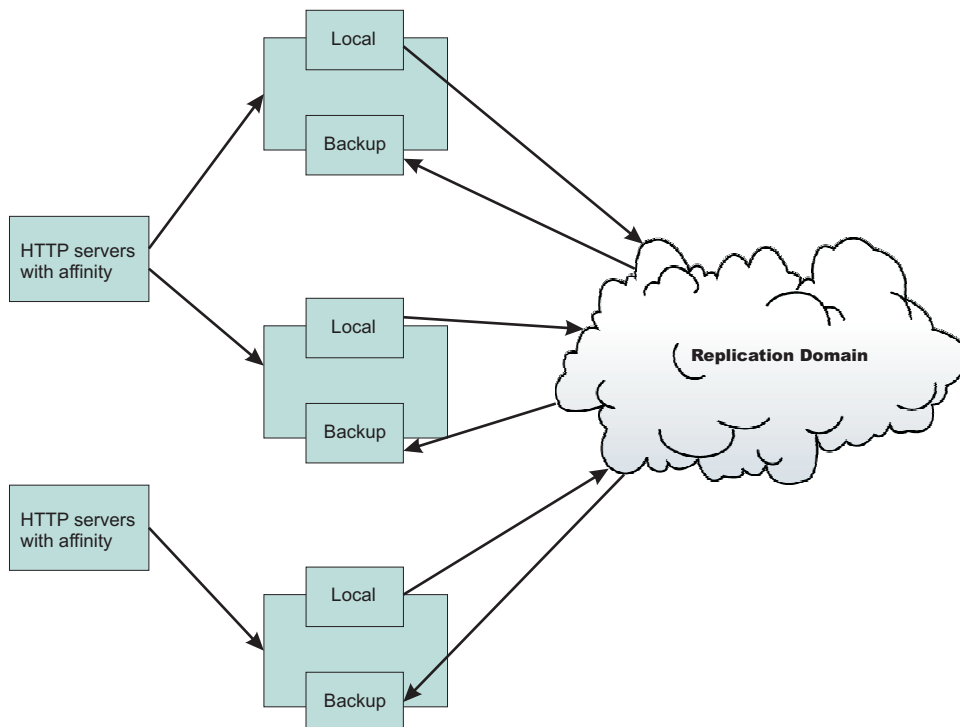 Local
Backup
HTTP servers
with affinity
Local
Replication Domain
Backup
HTTP servers
with affinity
Local
Backup